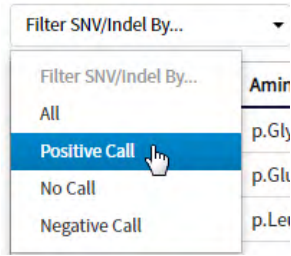 Filter SNV/Indel By...
Filter SNV/Indel By...
All
Positive Call
No Call
Negative Call
Amin
p.Gly
p.Glu
p.Leu